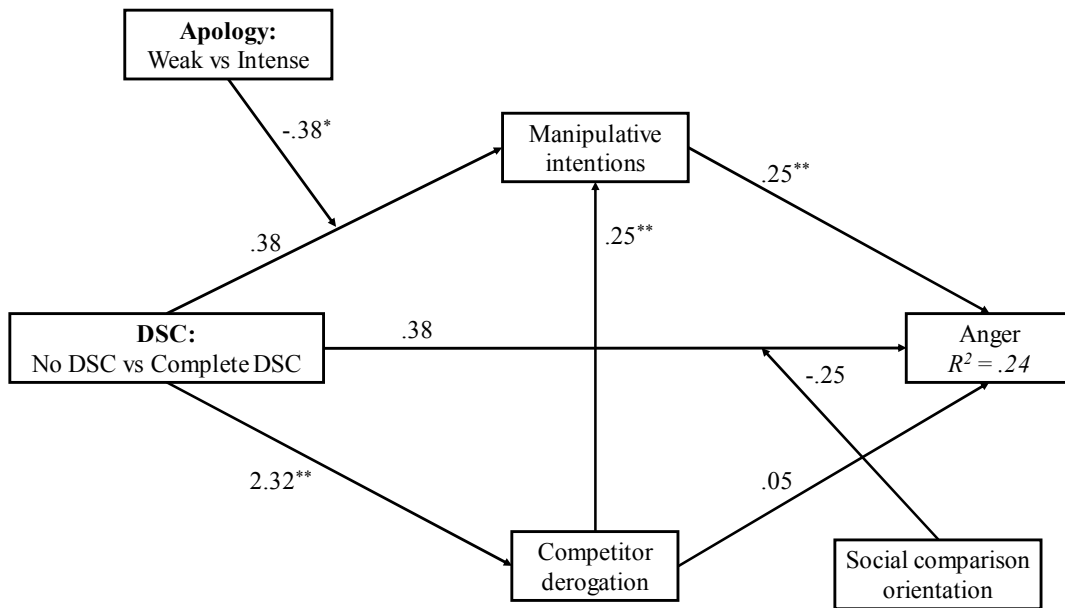 Apology:
Weak vs Intense
-.38*
Manipulative
intentions
.25**
.38
.25**
DSC:
No DSC vs Complete DSC
.38
Anger
R² = .24
-.25
2.32**
.05
Competitor
derogation
Social comparison
orientation